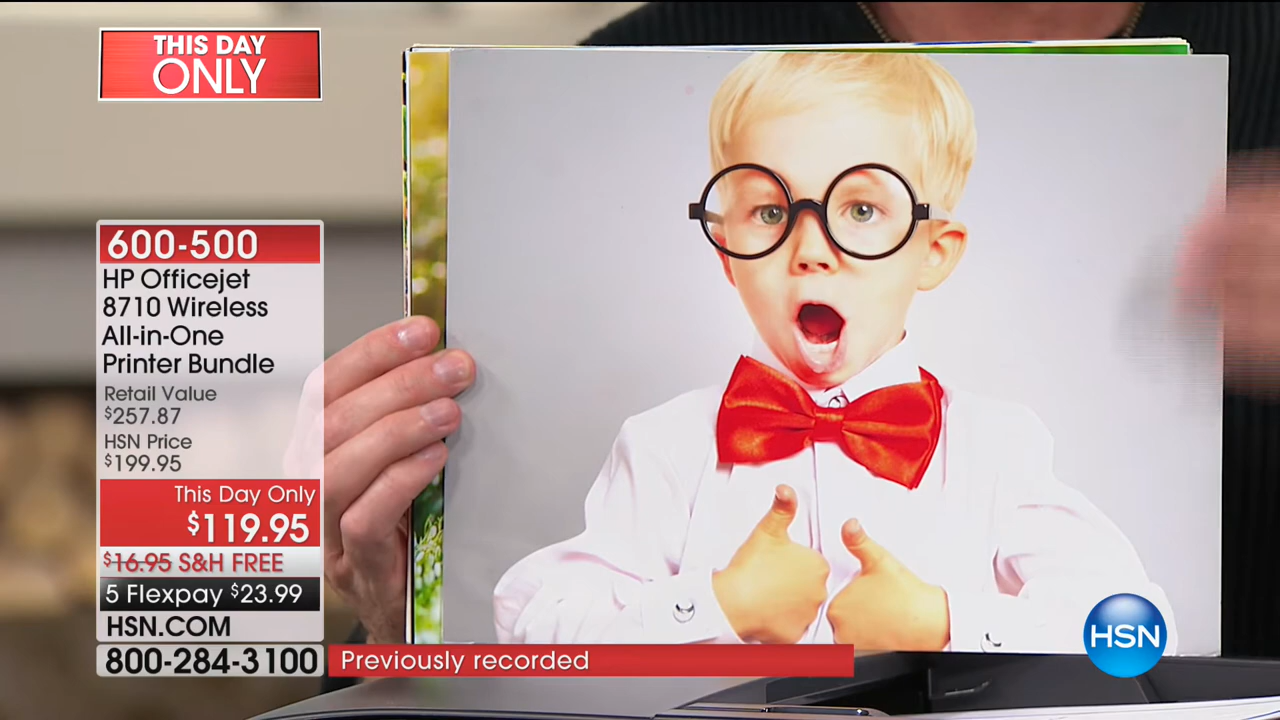 THIS DAY
ONLY
600-500
HP Officejet
8710 Wireless
All-in-One
Printer Bundle
Retail Value
$257.87
HSN Price
$199.95
This Day Only
$119.95
$16.95 S&H FREE
5 Flexpay $23.99
HSN.COM
800-284-3100
Previously recorded
HSN